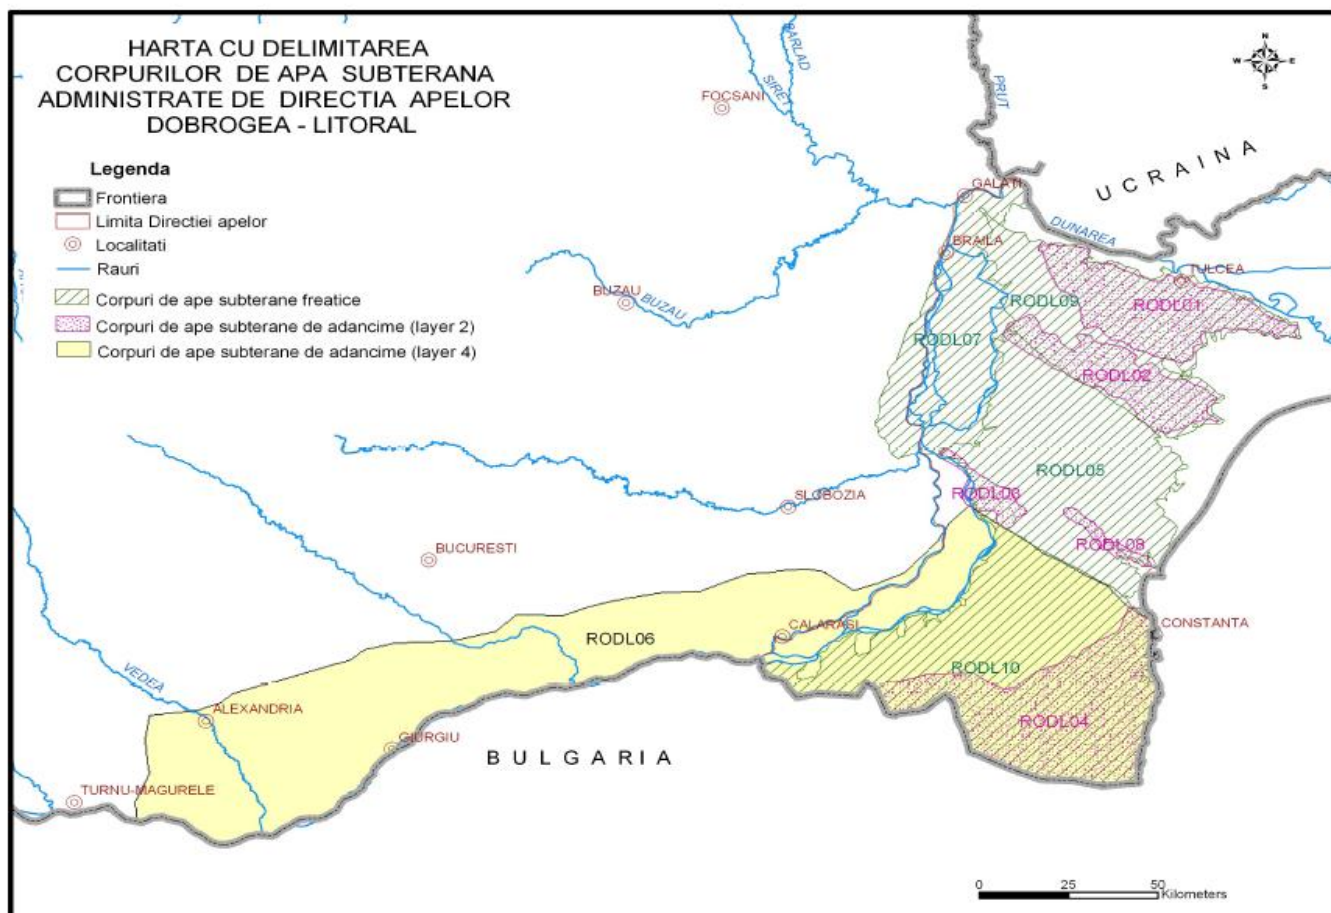 HARTA CU DELIMITAREA
CORPURILOR DE APA SUBTERANA
ADMINISTRATE DE DIRECTIA APELOR
DOBROGEA - LITORAL
Legenda
Frontiera
Limita Directiei apelor
Localitati
Rauri
Corpuri de ape subterane freatice
Corpuri de ape subterane de adancime (layer 2)
Corpuri de ape subterane de adancime (layer 4)
N
W E
S
BARLAD
SIRET
PRUT
FOCSANI
UCRAINA
GALATI
DUNAREA
BRAILA
TULCEA
BUZAU
BUZAU
RODL09
RODL01
RODL07
RODL02
RODL05
SLOBOZIA
RODL03
RODL08
BUCURESTI
CALARASI
CONSTANTA
RODL06
RODL10
VEDEA
ALEXANDRIA
RODL04
GIURGIU
BULGARIA
TURNU-MAGURELE
0 25 50
Kilometers